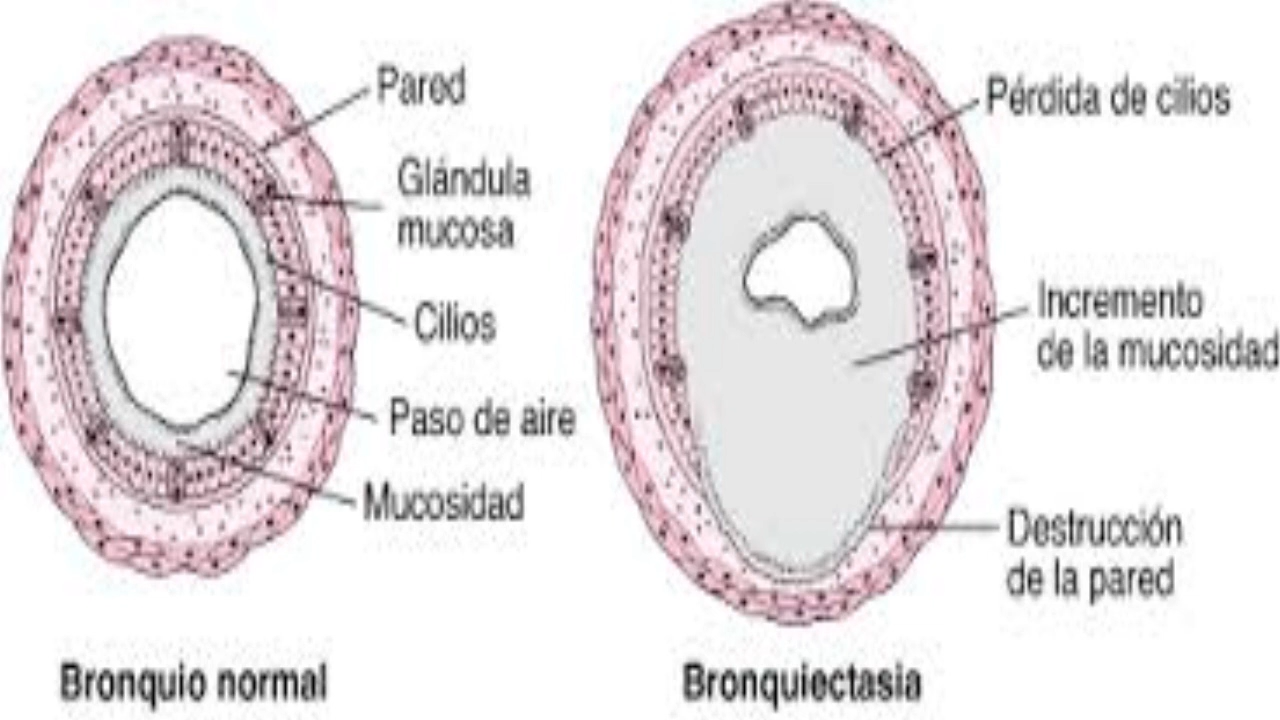 Pared
Glándula
mucosa
Cilios
Paso de aire
Mucosidad
Bronquio normal
Pérdida de cilios
Incremento
de la mucosidad
Destrucción
de la pared
Bronquiectasia